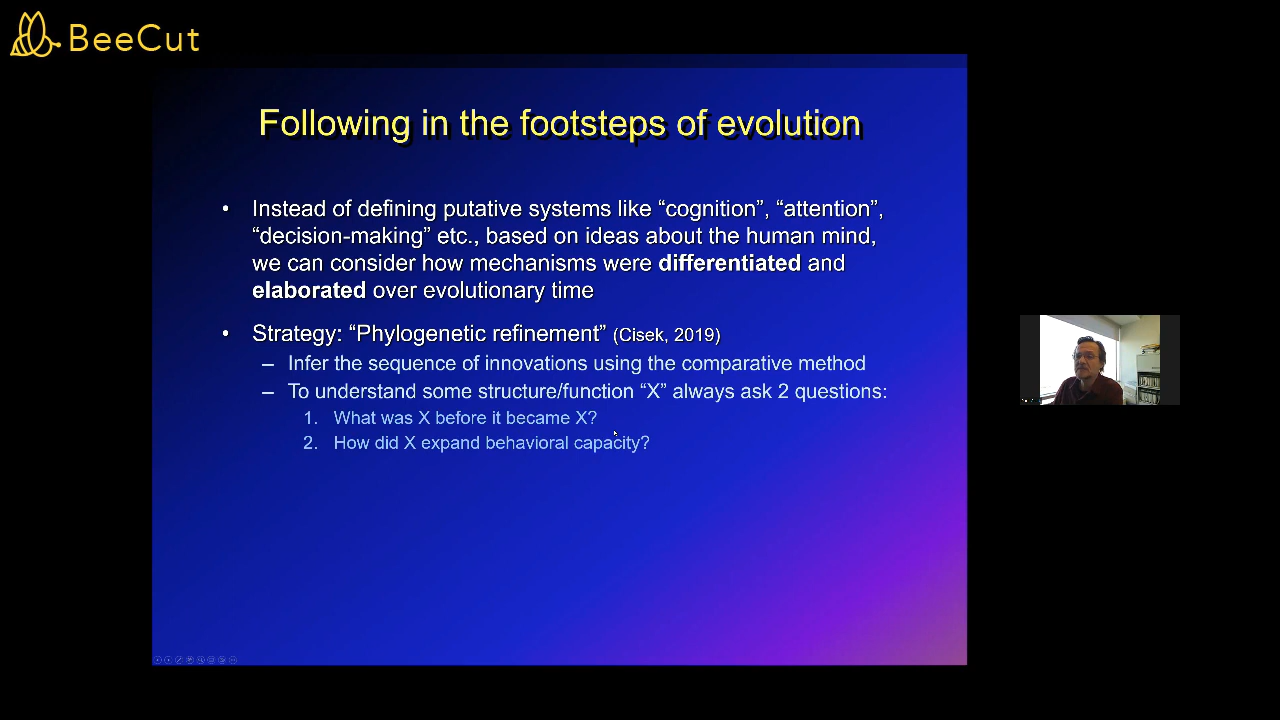 BeeCut
Following in the footsteps of evolution
• Instead of defining putative systems like “cognition”, “attention”,
“decision-making” etc., based on ideas about the human mind,
we can consider how mechanisms were differentiated and
elaborated over evolutionary time
• Strategy: “Phylogenetic refinement” (Cisek, 2019)
– Infer the sequence of innovations using the comparative method
– To understand some structure/function “X” always ask 2 questions:
1. What was X before it became X?
2. How did X expand behavioral capacity?